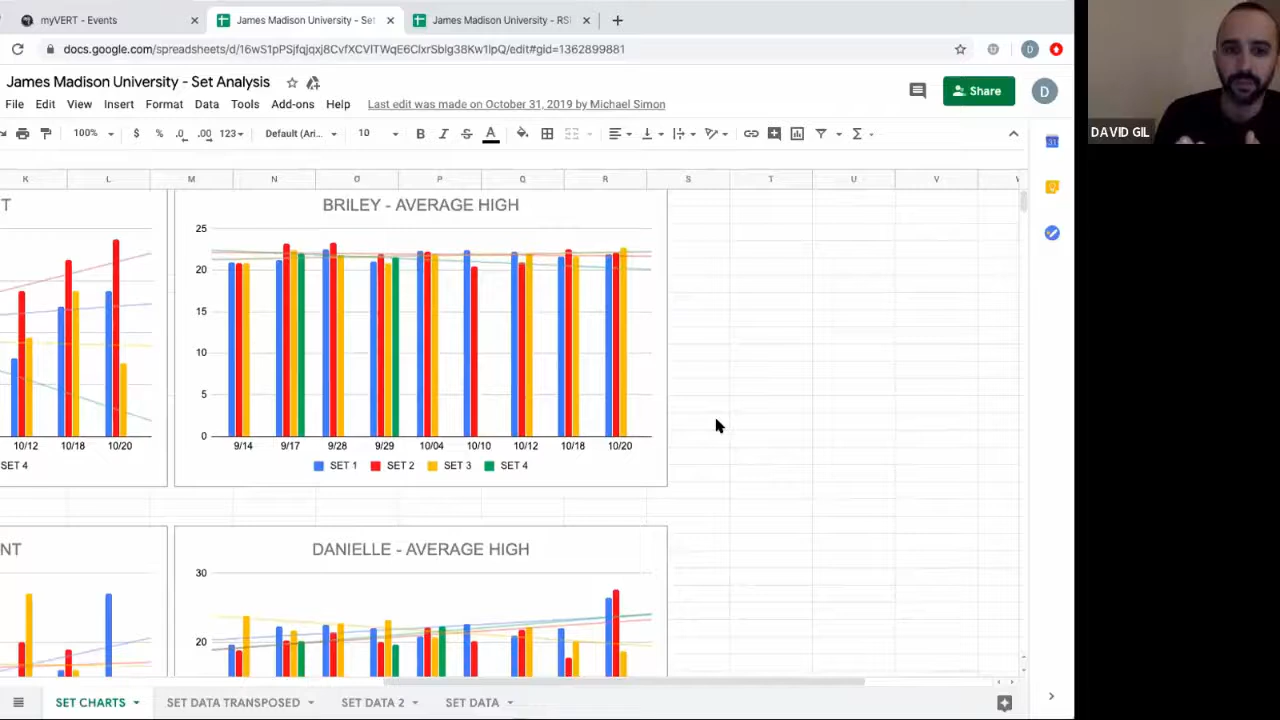 myVERT - Events
James Madison University - Set
James Madison University - RS
docs.google.com/spreadsheets/d/16wS1pPSjfqjqxj8CvfXCVITWqE6ClxrSblg38Kw1lpQ/edit#gid=1362899881
D
James Madison University - Set Analysis
Share
D
File Edit View Insert Format Data Tools Add-ons Help Last edit was made on October 31, 2019 by Michael Simon
100% $ % .0 .00 123 Default (Ari... 10 B I S A
K L M N O P Q R S T U V
T
BRILEY - AVERAGE HIGH
25
20
15
10
5
0
10/12 10/18 10/20
9/14 9/17 9/28 9/29 10/04 10/10 10/12 10/18 10/20
SET 4
SET 1 SET 2 SET 3 SET 4
NT
DANIELLE - AVERAGE HIGH
30
20
SET CHARTS SET DATA TRANSPOSED SET DATA 2 SET DATA
DAVID GIL
31